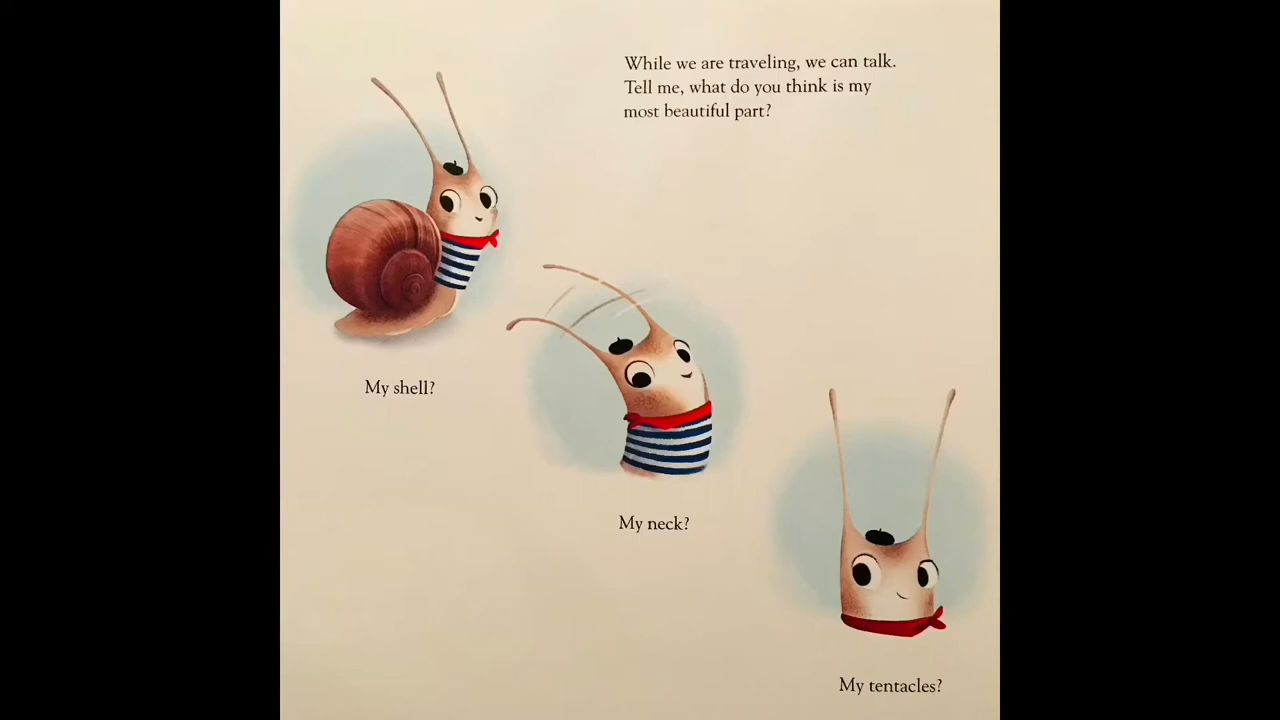 While we are traveling, we can talk.
Tell me, what do you think is my
most beautiful part?
My shell?
My neck?
My tentacles?